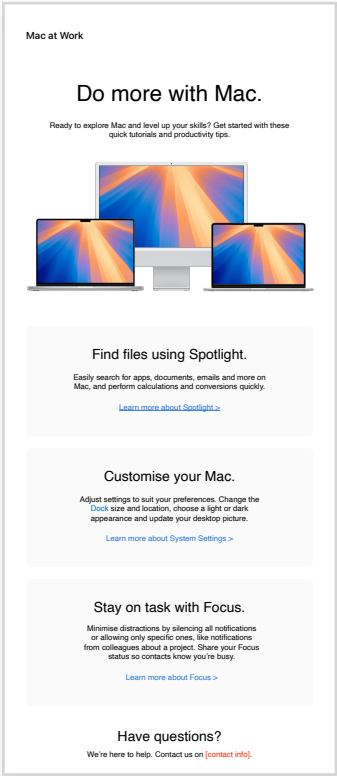 Mac at Work
Do more with Mac.
Ready to explore Mac and level up your skills? Get started with these
quick tutorials and productivity tips.
Find files using Spotlight.
Easily search for apps, documents, emails and more on
Mac, and perform calculations and conversions quickly.
Learn more about Spotlight >
Customise your Mac.
Adjust settings to suit your preferences. Change the
Dock size and location, choose a light or dark
appearance and update your desktop picture.
Learn more about System Settings >
Stay on task with Focus.
Minimise distractions by silencing all notifications
or allowing only specific ones, like notifications
from colleagues about a project. Share your Focus
status so contacts know you're busy.
Learn more about Focus >
Have questions?
We're here to help. Contact us on [contact info].